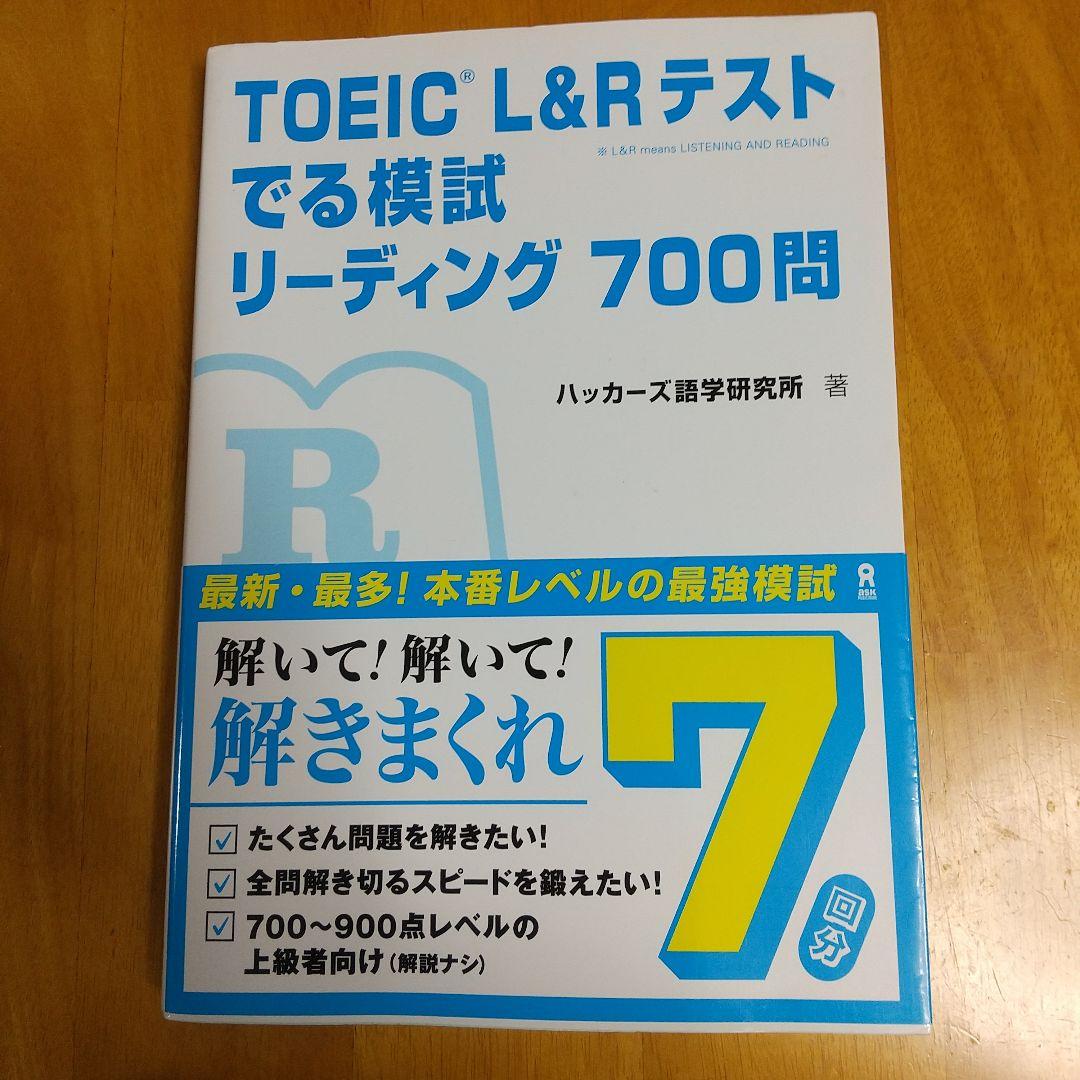 TOEIC® L&Rテスト
※ L&R means LISTENING AND READING
でる模試
リーディング 700問
ハッカーズ語学研究所 著
R
最新・最多！本番レベルの最強模試
ask
解いて！解いて！
解きまくれ
7
回分
たくさん問題を解きたい！
全問解き切るスピードを鍛えたい！
700〜900点レベルの
上級者向け（解説ナシ）